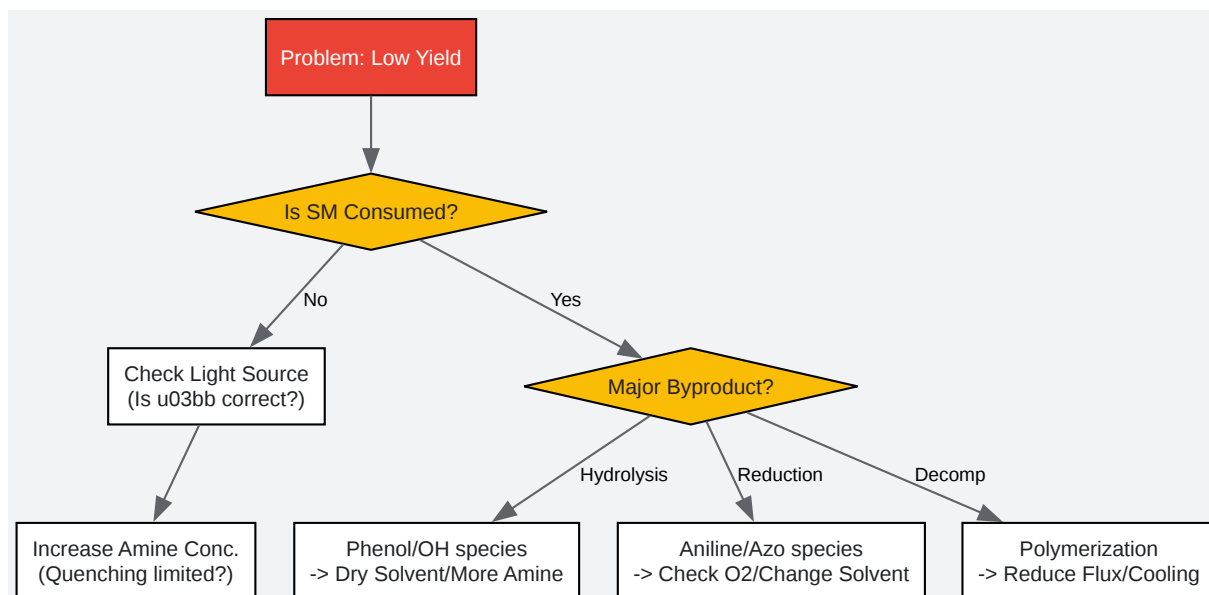 Problem: Low Yield
Is SM Consumed?
No
Yes
Check Light Source
(Is u03bb correct?)
Major Byproduct?
Hydrolysis
Reduction
Decomp
Increase Amine Conc.
(Quenching limited?)
Phenol/OH species
-> Dry Solvent/More Amine
Aniline/Azo species
-> Check O2/Change Solvent
Polymerization
-> Reduce Flux/Cooling